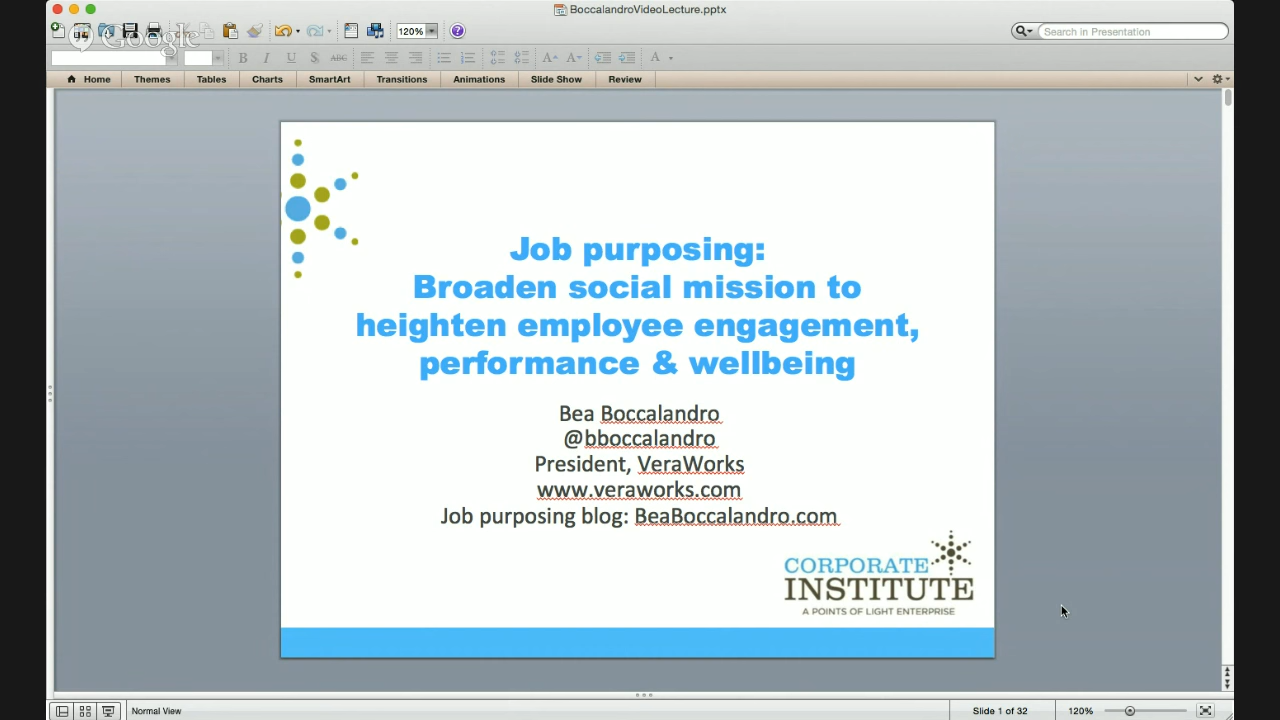 BoccalandroVideoLecture.pptx
Google
120%
Search in Presentation
B I U S ABC
A A A
Home Themes Tables Charts SmartArt Transitions Animations Slide Show Review
Job purposing:
Broaden social mission to
heighten employee engagement,
performance & wellbeing
Bea Boccalandro
@bboccalandro
President, VeraWorks
www.veraworks.com
Job purposing blog: BeaBoccalandro.com
CORPORATE
INSTITUTE
A POINTS OF LIGHT ENTERPRISE
Normal View Slide 1 of 32 120%